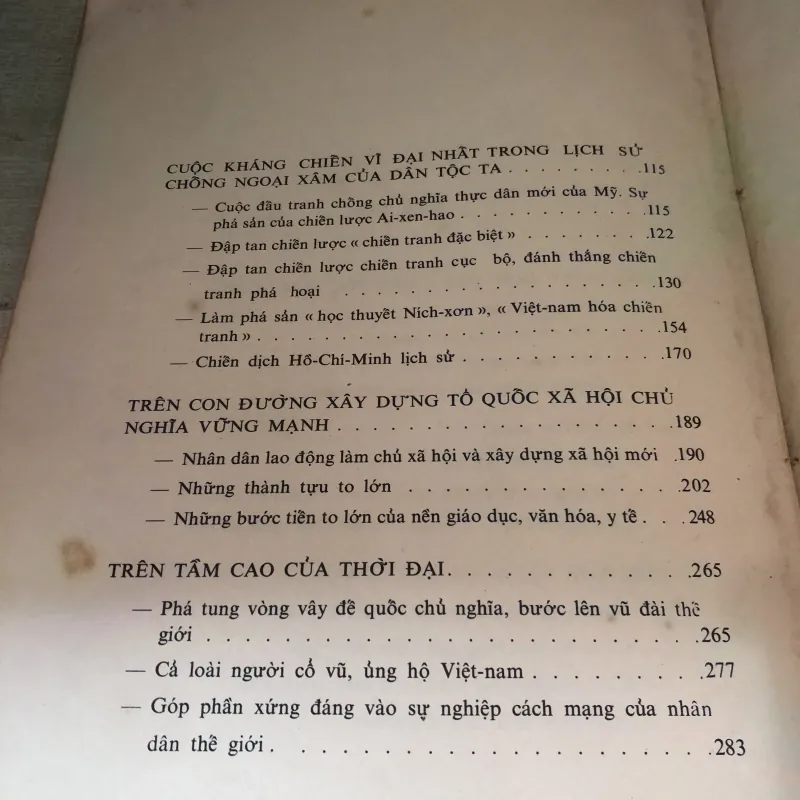 CUỘC KHÁNG CHIẾN VĨ ĐẠI NHẤT TRONG LỊCH SỬ
CHỐNG NGOẠI XÂM CỦA DÂN TỘC TA . . . . . . . . .115
— Cuộc đấu tranh chống chủ nghĩa thực dân mới của Mỹ. Sự
phá sản của chiến lược Ai-xen-hao . . . . . . . . . . . .115
— Đập tan chiến lược « chiến tranh đặc biệt » . . . . . . . .122
— Đập tan chiến lược chiến tranh cục bộ, đánh thắng chiến
tranh phá hoại . . . . . . . . . . . . . . . . .130
— Làm phá sản « học thuyết Ních-xơn », « Việt-nam hóa chiến
tranh » . . . . . . . . . . . . . . . . . . . . . .154
— Chiến dịch Hồ-Chí-Minh lịch sử . . . . . . . . . . .170
TRÊN CON ĐƯỜNG XÂY DỰNG TỔ QUỐC XÃ HỘI CHỦ
NGHĨA VỮNG MẠNH . . . . . . . . . . . . . . . .189
— Nhân dân lao động làm chủ xã hội và xây dựng xã hội mới .190
— Những thành tựu to lớn . . . . . . . . . . . . . .202
— Những bước tiến to lớn của nền giáo dục, văn hóa, y tế . . .248
TRÊN TẦM CAO CỦA THỜI ĐẠI. . . . . . . . . . . .265
— Phá tung vòng vây đế quốc chủ nghĩa, bước lên vũ đài thế
giới . . . . . . . . . . . . . . . . . . . . . .265
— Cả loài người cổ vũ, ủng hộ Việt-nam . . . . . . . .277
— Góp phần xứng đáng vào sự nghiệp cách mạng của nhân
dân thế giới . . . . . . . . . . . . . . . . . .283